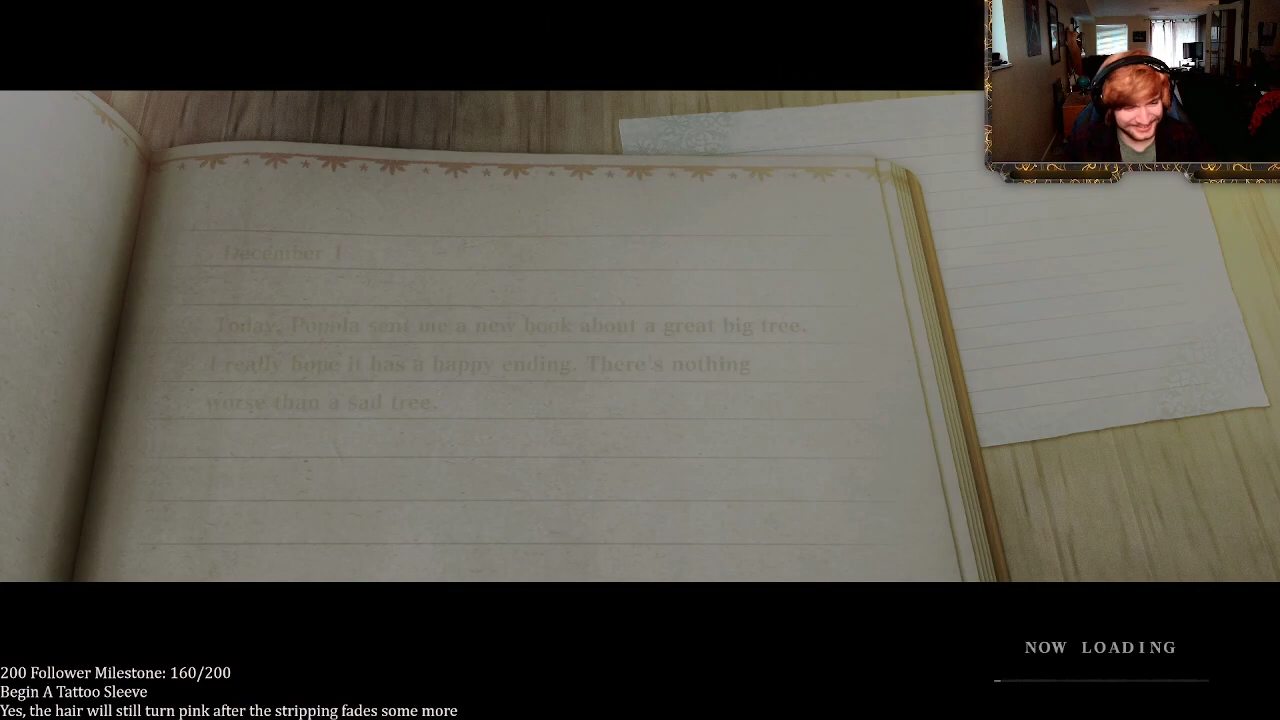 December 1
Today, Popola sent me a new book about a great big tree.
I really hope it has a happy ending. There's nothing
worse than a sad tree.
NOW LOADING
200 Follower Milestone: 160/200
Begin A Tattoo Sleeve
Yes, the hair will still turn pink after the stripping fades some more